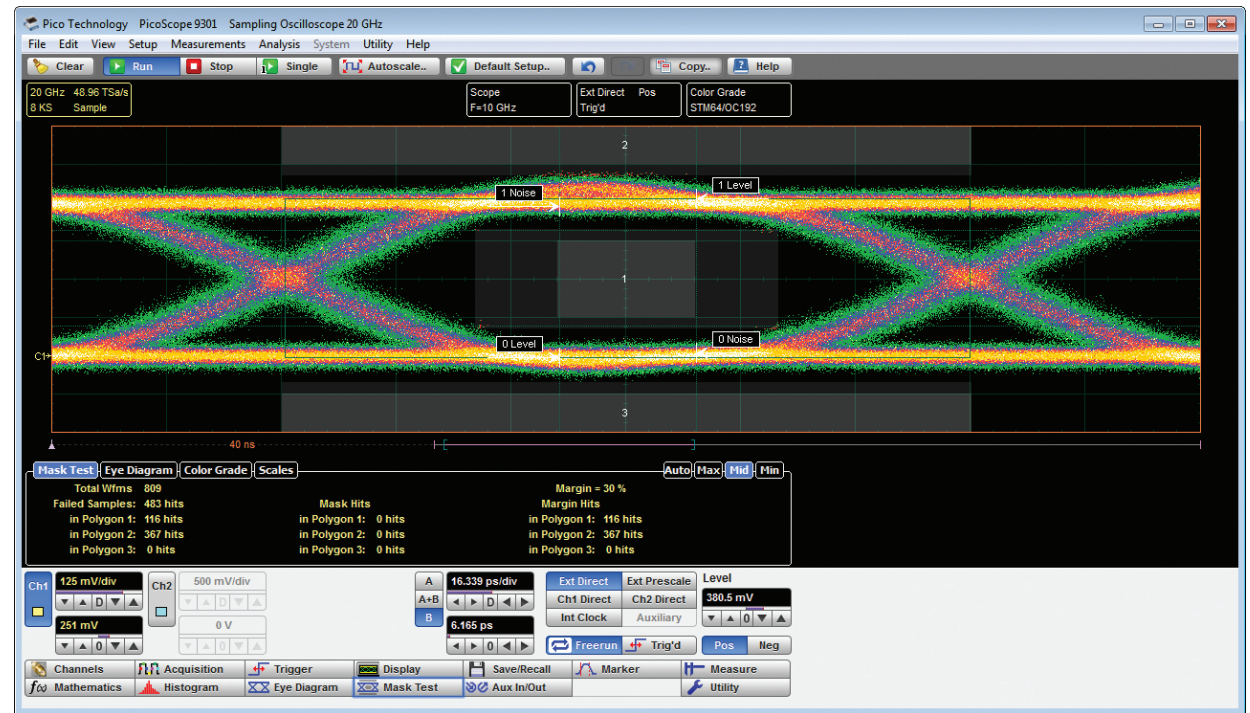 Pico Technology PicoScope 9301 Sampling Oscilloscope 20 GHz
File Edit View Setup Measurements Analysis System Utility Help
Clear Run Stop Single Autoscale.. Default Setup.. Copy.. Help
20 GHz 48.96 TSa/s
8 KS Sample
Scope
F=10 GHz
Ext Direct Pos
Trig'd
Color Grade
STM64/OC192
2
1 Noise
1 Level
1
0 Level
0 Noise
C1
3
40 ns
Mask Test Eye Diagram Color Grade Scales Auto Max Mid Min
Total Wfms 809 Margin = 30 %
Failed Samples: 483 hits Mask Hits Margin Hits
in Polygon 1: 116 hits in Polygon 1: 0 hits in Polygon 1: 116 hits
in Polygon 2: 367 hits in Polygon 2: 0 hits in Polygon 2: 367 hits
in Polygon 3: 0 hits in Polygon 3: 0 hits in Polygon 3: 0 hits
Ch1
125 mV/div
D
251 mV
0
Ch2
500 mV/div
D
0 V
0
A
A+B
B
16.339 ps/div
D
6.165 ps
0
Ext Direct Ext Prescale
Ch1 Direct Ch2 Direct
Int Clock Auxiliary
Freerun Trig'd
Level
380.5 mV
0
Pos Neg
Channels Acquisition Trigger Display Save/Recall Marker Measure
f(x) Mathematics Histogram Eye Diagram Mask Test Aux In/Out Utility